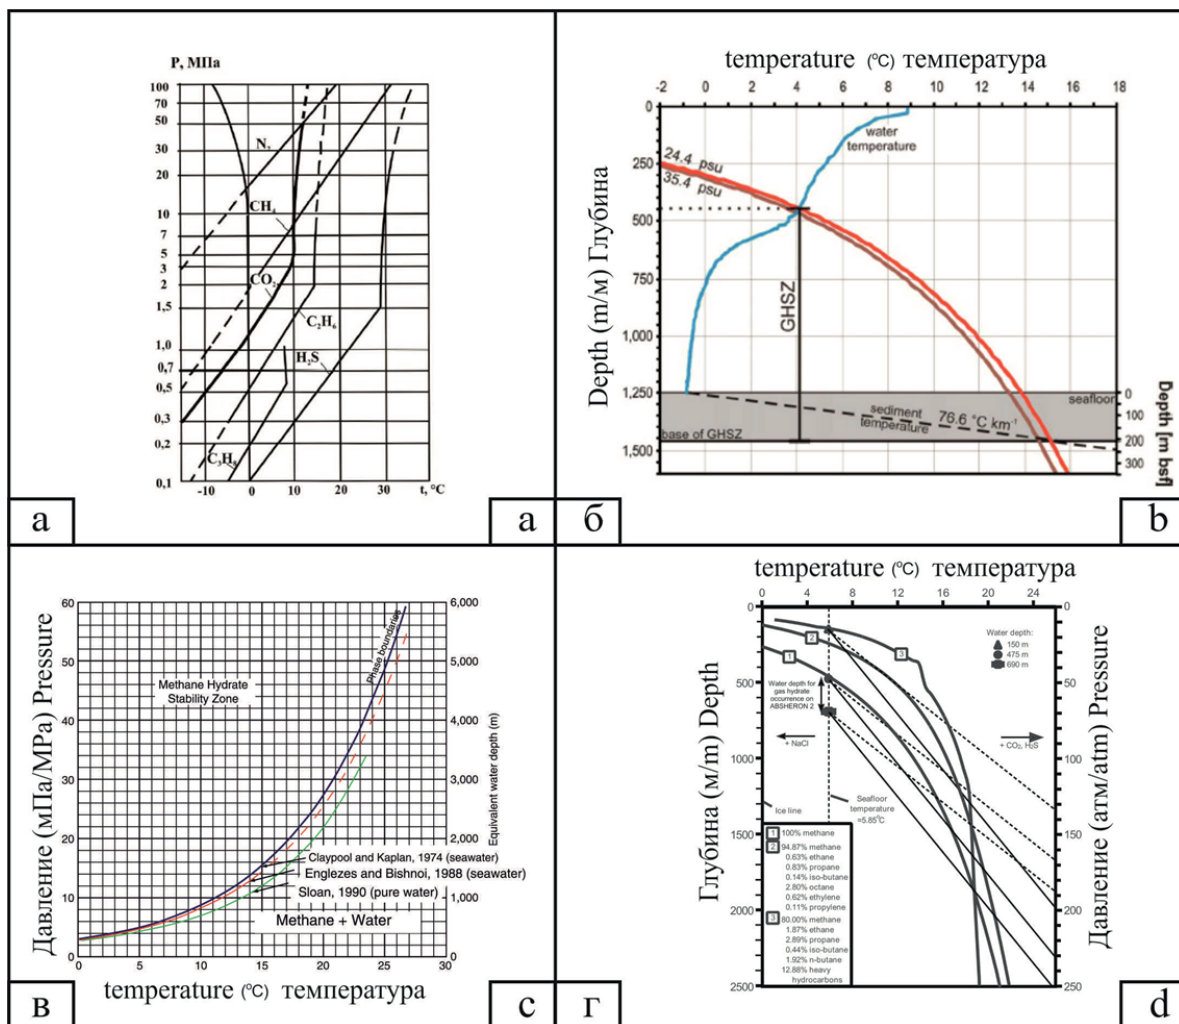 P, МПа
100
70
50
30
20
10
7
5
3
2
1,5
1,0
0,7
0,5
0,3
0,2
0,1
N₂
CH₄
CO₂
C₂H₆
H₂S
C₃H₈
-10 0 10 20 30 t, °C
а
a
temperature (ºC) температура
-2 0 2 4 6 8 10 12 14 16 18
Depth (m/м) Глубина
0
250
500
750
1,000
1,250
1,500
water
temperature
24.4 psu
35.4 psu
GHSZ
seafloor
sediment
temperature
76.6 °C km⁻¹
base of GHSZ
0
100
200
300
Depth [m bsf]
б
b
Давление (мПа/MPa) Pressure
60
50
40
30
20
10
0
6,000
5,000
4,000
3,000
2,000
1,000
0
Equivalent water depth (m)
Phase boundaries
Methane Hydrate
Stability Zone
Claypool and Kaplan, 1974 (seawater)
Englezes and Bishnoi, 1988 (seawater)
Sloan, 1990 (pure water)
Methane + Water
0 5 10 15 20 25 30
temperature (ºC) температура
в
c
temperature (ºC) температура
0 4 8 12 16 20 24
Глубина (м/m) Depth
0
500
1000
1500
2000
2500
0
50
100
150
200
250
Давление (атм/atm) Pressure
1
2
3
Water depth:
150 m
475 m
690 m
Water depth for
gas hydrate
occurrence on
ABSHERON 2
+ NaCl
+ CO₂, H₂S
Ice line
Seafloor
temperature
=5.85ºC
1 100% methane
2 94.87% methane
0.63% ethane
0.83% propane
0.14% iso-butane
2.80% octane
0.62% ethylene
0.11% propylene
3 80.00% methane
1.87% ethane
2.89% propane
0.44% iso-butane
1.92% n-butane
12.88% heavy
hydrocarbons
г
d